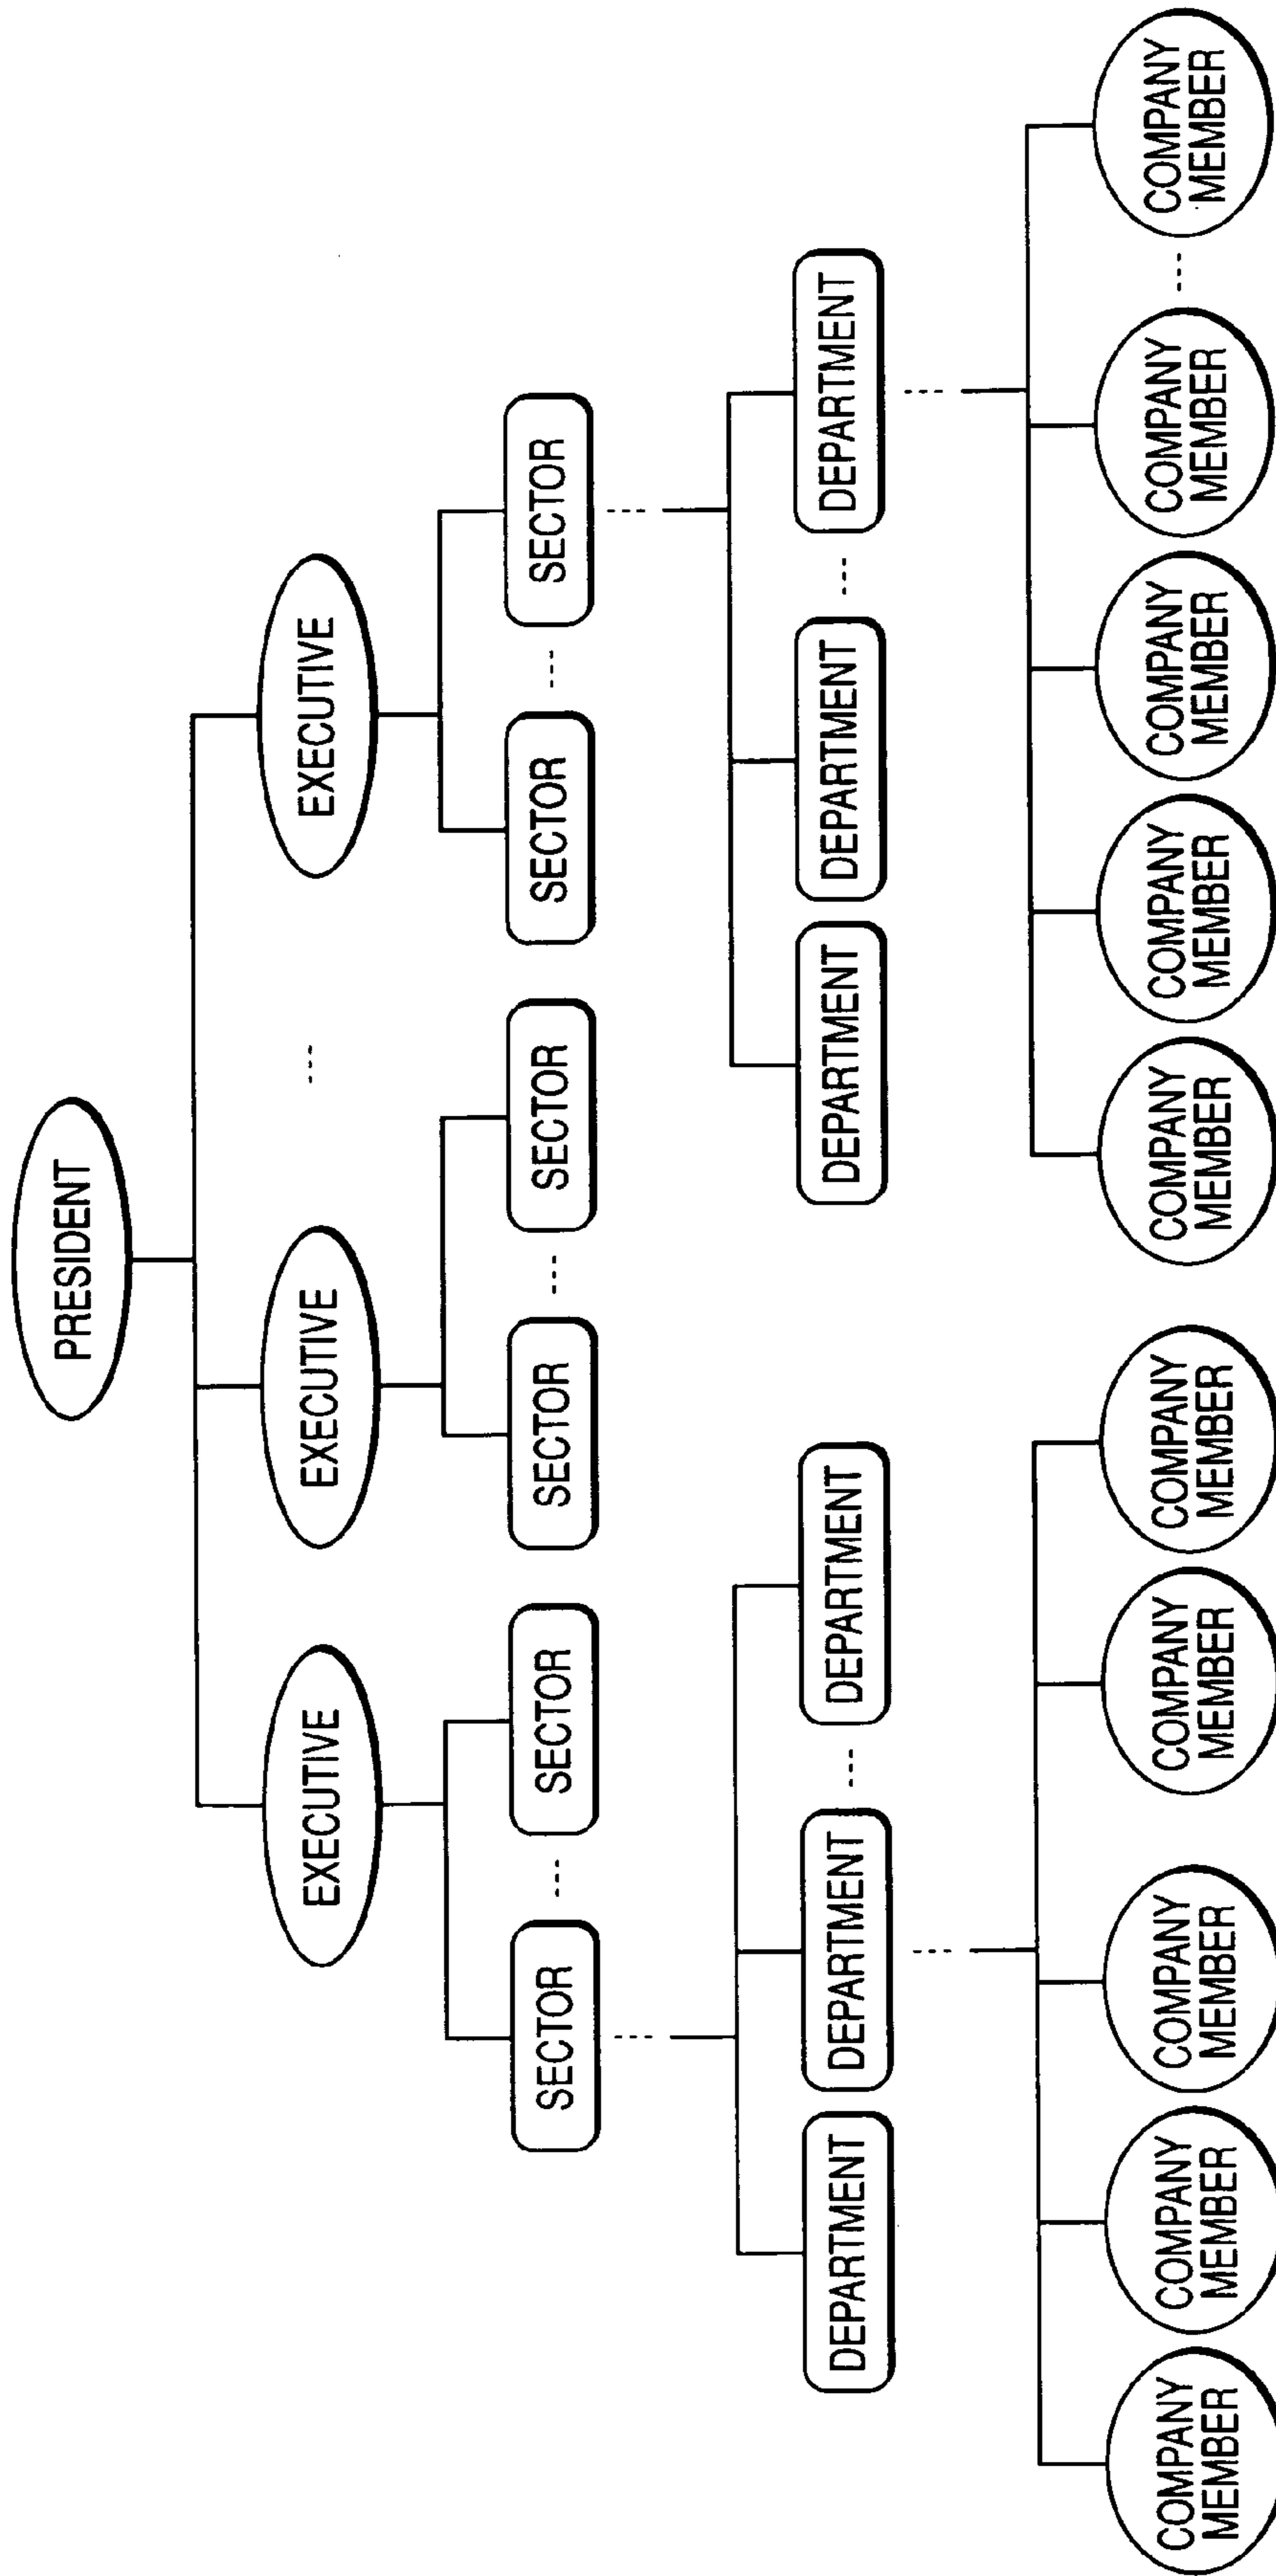 PRESIDENT
EXECUTIVE
EXECUTIVE
---
EXECUTIVE
SECTOR
---
SECTOR
SECTOR
---
SECTOR
SECTOR
---
SECTOR
DEPARTMENT
DEPARTMENT
---
DEPARTMENT
DEPARTMENT
DEPARTMENT
---
DEPARTMENT
COMPANY
MEMBER
COMPANY
MEMBER
COMPANY
MEMBER
COMPANY
MEMBER
COMPANY
MEMBER
COMPANY
MEMBER
COMPANY
MEMBER
COMPANY
MEMBER
COMPANY
MEMBER
---
COMPANY
MEMBER